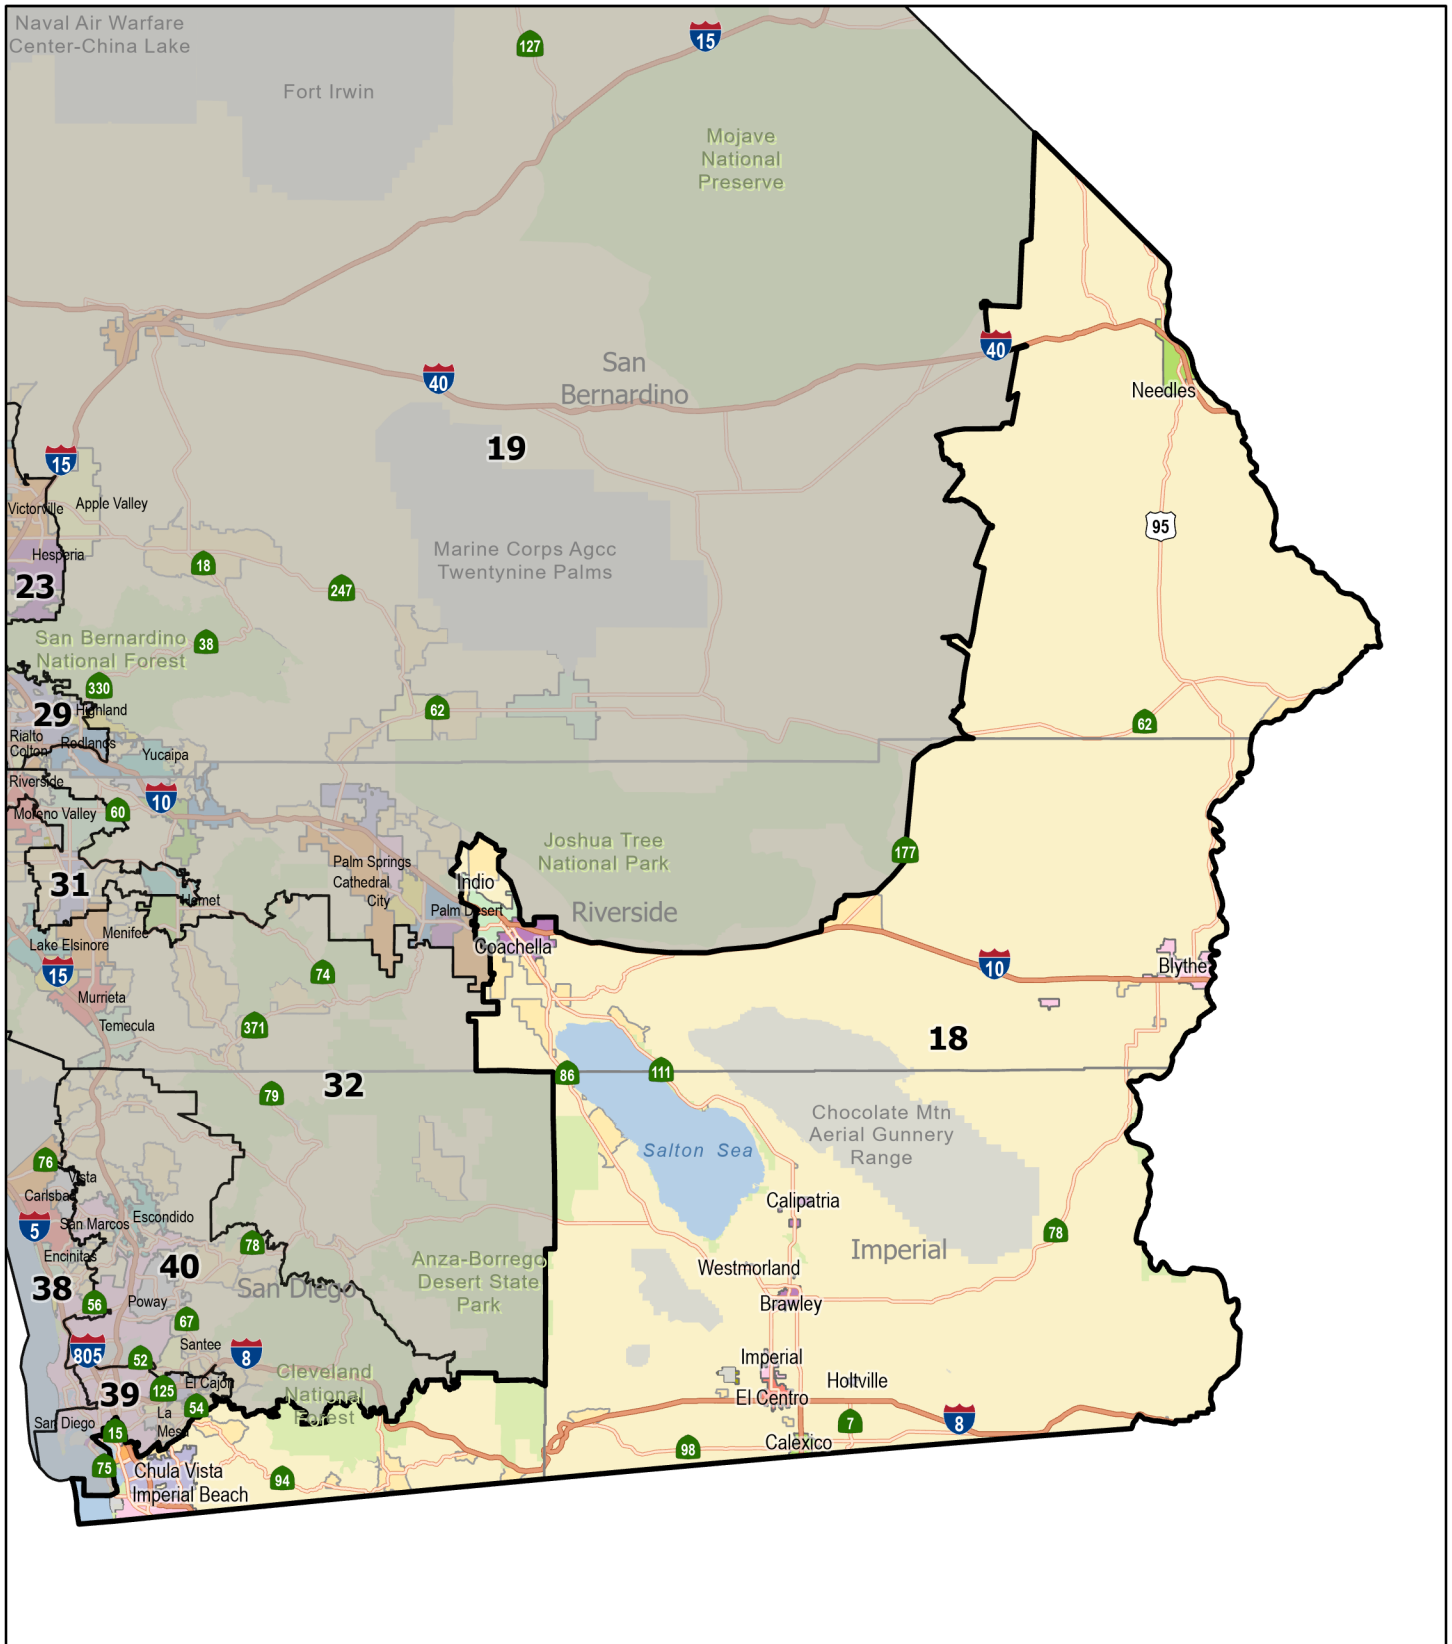 Naval Air Warfare
Center-China Lake
127
15
Fort Irwin
Mojave
National
Preserve
40
40
San
Bernardino
Needles
19
15
Apple Valley
Victorville
95
Hesperia
Marine Corps Agcc
Twentynine Palms
18
23
247
San Bernardino
National Forest
38
330
29
Highland
62
62
Rialto
Colton
Redlands
Yucaipa
Riverside
10
Moreno Valley
60
Joshua Tree
National Park
177
Palm Springs
Cathedral
City
31
Indio
Hemet
Palm Desert
Riverside
Menifee
Lake Elsinore
Coachella
15
74
10
Blythe
Murrieta
Temecula
371
18
86
111
32
79
Chocolate Mtn
Aerial Gunnery
Range
Salton Sea
76
Vista
Carlsbad
Calipatria
5
San Marcos
Escondido
78
78
Encinitas
40
Anza-Borrego
Desert State
Park
Imperial
38
San Diego
Westmorland
56
Poway
Brawley
67
805
52
Santee
8
Imperial
Cleveland
National
Forest
39
125
El Cajon
El Centro
Holtville
54
San Diego
La
Mesa
15
7
8
98
Calexico
75
Chula Vista
94
Imperial Beach